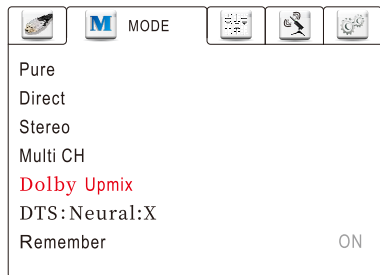 M MODE
Pure
Direct
Stereo
Multi CH
Dolby Upmix
DTS:Neural:X
Remember ON